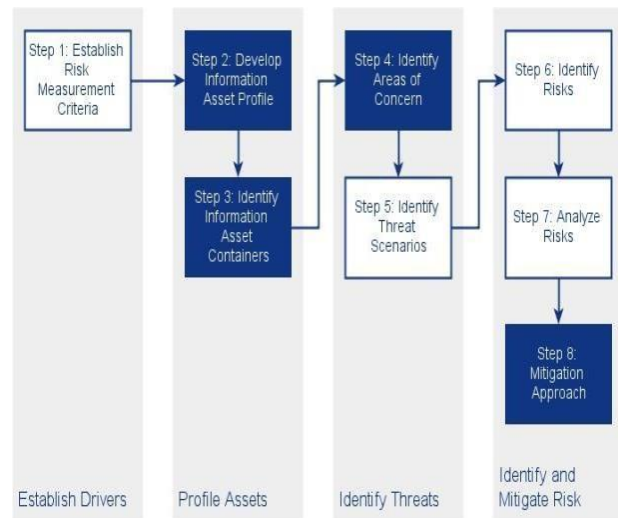 Step 1: Establish
Risk
Measurement
Criteria
Step 2: Develop
Information
Asset Profile
Step 3: Identify
Information
Asset
Containers
Step 4: Identify
Areas of
Concern
Step 5: Identify
Threat
Scenarios
Step 6: Identify
Risks
Step 7: Analyze
Risks
Step 8:
Mitigation
Approach
Establish Drivers
Profile Assets
Identify Threats
Identify and
Mitigate Risk